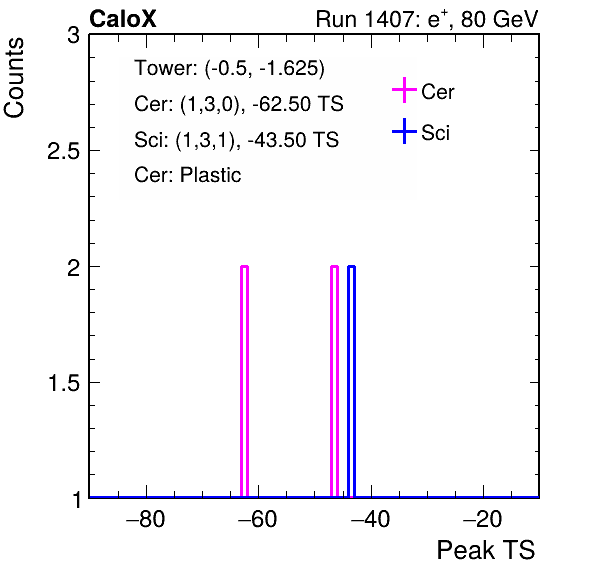 CaloX Run 1407: e+, 80 GeV
Counts
3
2.5
2
1.5
1
Tower: (-0.5, -1.625)
Cer: (1,3,0), -62.50 TS
Sci: (1,3,1), -43.50 TS
Cer: Plastic
Cer
Sci
−80 −60 −40 −20
Peak TS